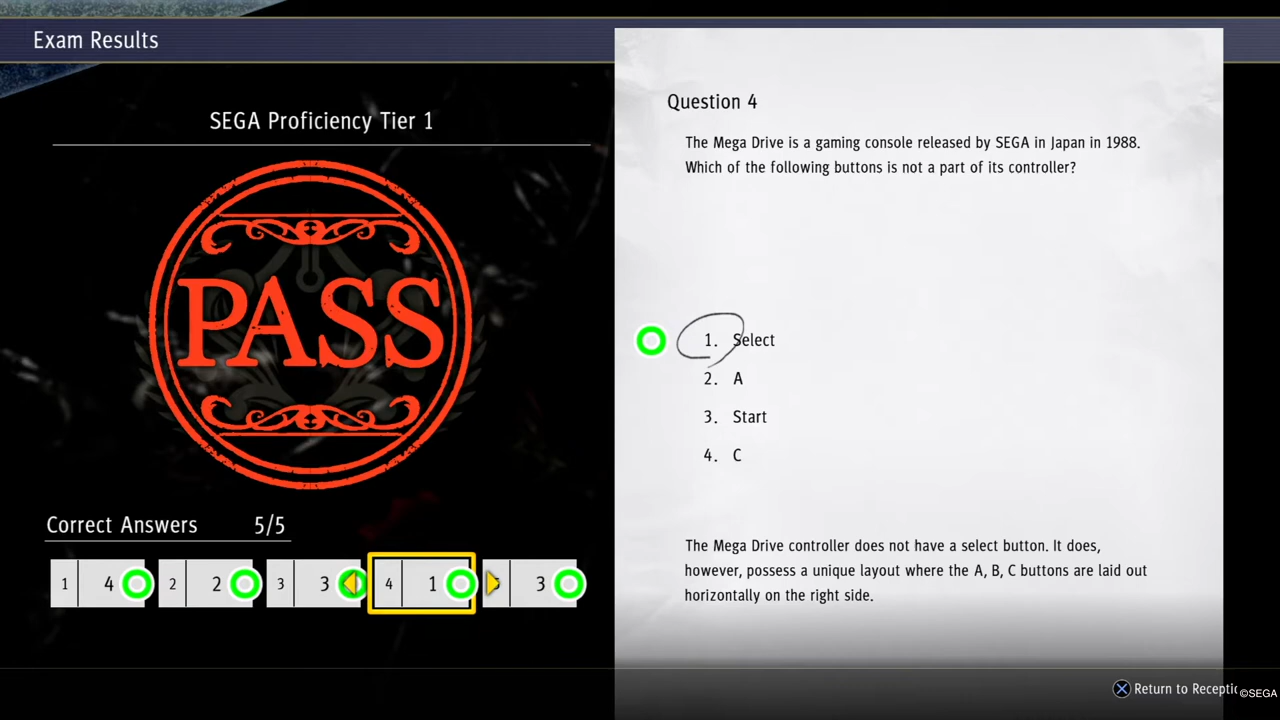 Exam Results
SEGA Proficiency Tier 1
PASS
Correct Answers 5/5
1 4 2 2 3 3 4 1 3
Question 4
The Mega Drive is a gaming console released by SEGA in Japan in 1988.
Which of the following buttons is not a part of its controller?
1. Select
2. A
3. Start
4. C
The Mega Drive controller does not have a select button. It does,
however, possess a unique layout where the A, B, C buttons are laid out
horizontally on the right side.
Return to Receptic
©SEGA